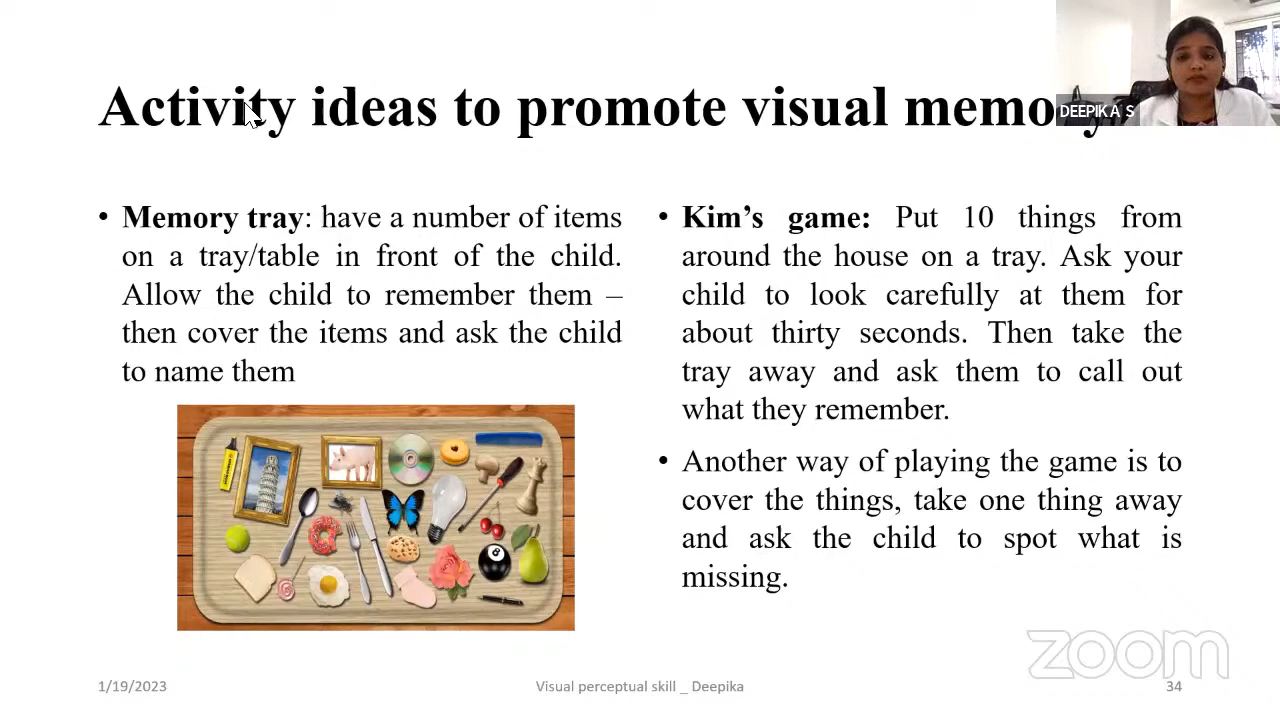 Activity ideas to promote visual memory
DEEPIKA S
• Memory tray: have a number of items
on a tray/table in front of the child.
Allow the child to remember them –
then cover the items and ask the child
to name them
• Kim’s game: Put 10 things from
around the house on a tray. Ask your
child to look carefully at them for
about thirty seconds. Then take the
tray away and ask them to call out
what they remember.
• Another way of playing the game is to
cover the things, take one thing away
and ask the child to spot what is
missing.
8
zoom
1/19/2023
Visual perceptual skill _ Deepika
34